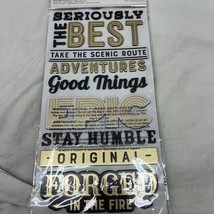 SERIOUSLY
THE BEST
TAKE THE SCENIC ROUTE
ADVENTURES
Good Things
EPIC
STAY HUMBLE
ORIGINAL
FORGED
IN THE FIRE